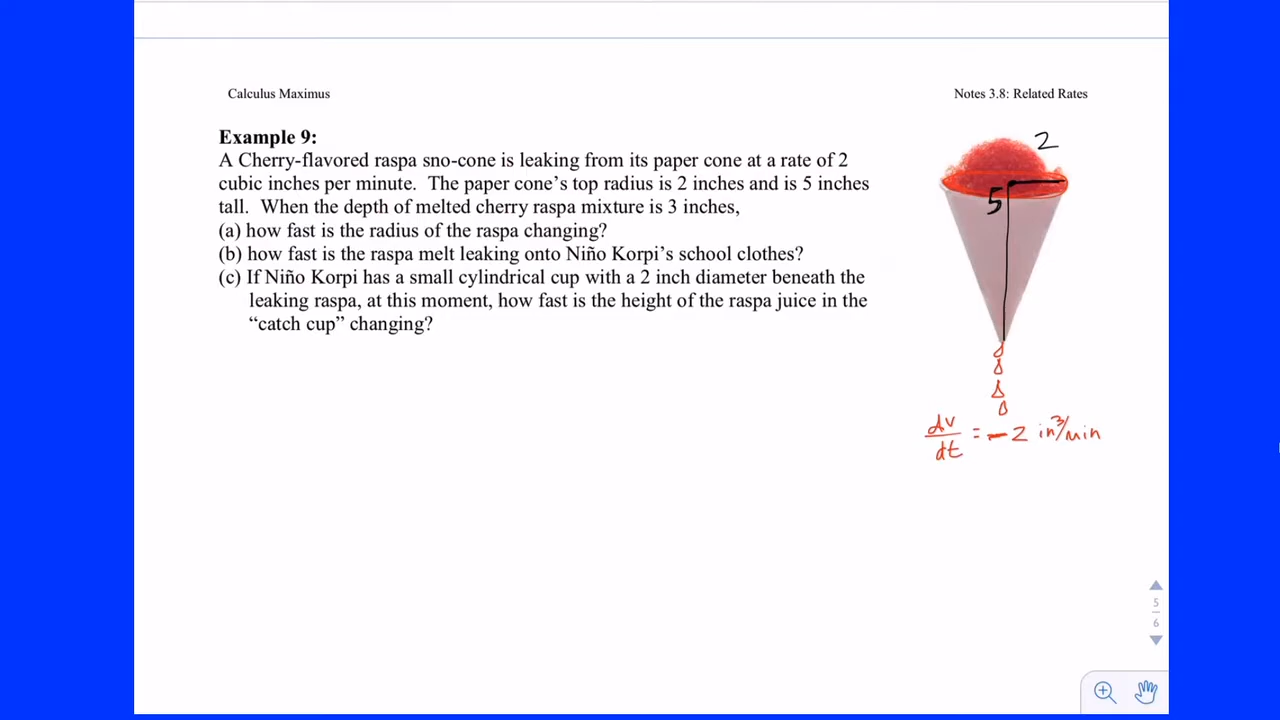 Calculus Maximus
Notes 3.8: Related Rates
Example 9:
A Cherry-flavored raspa sno-cone is leaking from its paper cone at a rate of 2
cubic inches per minute. The paper cone's top radius is 2 inches and is 5 inches
tall. When the depth of melted cherry raspa mixture is 3 inches,
(a) how fast is the radius of the raspa changing?
(b) how fast is the raspa melt leaking onto Niño Korpi's school clothes?
(c) If Niño Korpi has a small cylindrical cup with a 2 inch diameter beneath the
leaking raspa, at this moment, how fast is the height of the raspa juice in the
“catch cup” changing?
2
5
dv/dt = -2 in³/min
5
6